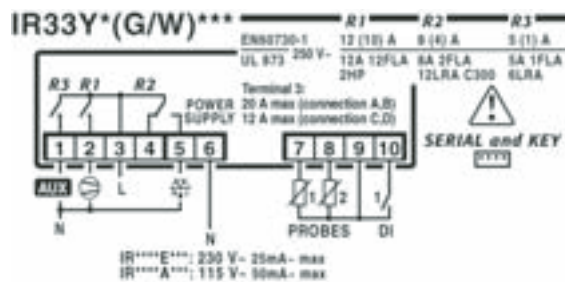 IR33Y*(G/W)***
R1 R2 R3
EN60730-1 12 (10) A 8 (4) A 5 (1) A
UL 873 250 V~ 12A 12FLA 8A 2FLA 5A 1FLA
2HP 12LRA C300 6LRA
R3 R1 R2
Terminal 3:
POWER 20 A max (connection A,B)
SUPPLY 12 A max (connection C,D)
SERIAL and KEY
1 2 3 4 5 6 7 8 9 10
AUX L 1 2 1
N N PROBES DI
IR****E***: 230 V~ 25mA~ max
IR****A***: 115 V~ 50mA~ max